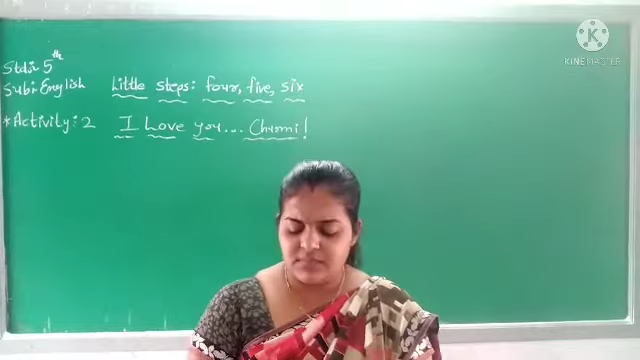 Std: 5th
Sub: English Little steps: four, five, six
*Activity: 2 I Love you... Chummi!
KINEMASTER